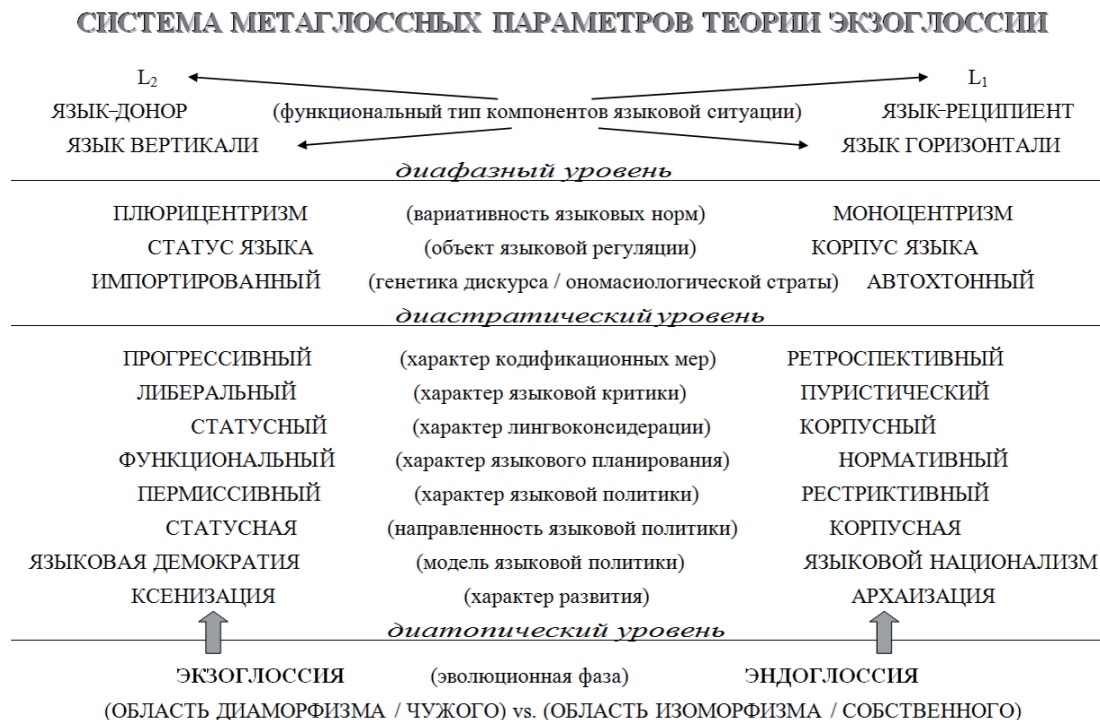 СИСТЕМА МЕТАГЛОССНЫХ ПАРАМЕТРОВ ТЕОРИИ ЭКЗОГЛОССИИ
L₂ L₁
ЯЗЫК-ДОНОР (функциональный тип компонентов языковой ситуации) ЯЗЫК-РЕЦИПИЕНТ
ЯЗЫК ВЕРТИКАЛИ ЯЗЫК ГОРИЗОНТАЛИ
диафазный уровень
ПЛЮРИЦЕНТРИЗМ (вариативность языковых норм) МОНОЦЕНТРИЗМ
СТАТУС ЯЗЫКА (объект языковой регуляции) КОРПУС ЯЗЫКА
ИМПОРТИРОВАННЫЙ (генетика дискурса / ономасиологической страты) АВТОХТОННЫЙ
диастратический уровень
ПРОГРЕССИВНЫЙ (характер кодификационных мер) РЕТРОСПЕКТИВНЫЙ
ЛИБЕРАЛЬНЫЙ (характер языковой критики) ПУРИСТИЧЕСКИЙ
СТАТУСНЫЙ (характер лингвоконсидерации) КОРПУСНЫЙ
ФУНКЦИОНАЛЬНЫЙ (характер языкового планирования) НОРМАТИВНЫЙ
ПЕРМИССИВНЫЙ (характер языковой политики) РЕСТРИКТИВНЫЙ
СТАТУСНАЯ (направленность языковой политики) КОРПУСНАЯ
ЯЗЫКОВАЯ ДЕМОКРАТИЯ (модель языковой политики) ЯЗЫКОВОЙ НАЦИОНАЛИЗМ
КСЕНИЗАЦИЯ (характер развития) АРХАИЗАЦИЯ
диатопический уровень
ЭКЗОГЛОССИЯ (эволюционная фаза) ЭНДОГЛОССИЯ
(ОБЛАСТЬ ДИАМОРФИЗМА / ЧУЖОГО) vs. (ОБЛАСТЬ ИЗОМОРФИЗМА / СОБСТВЕННОГО)